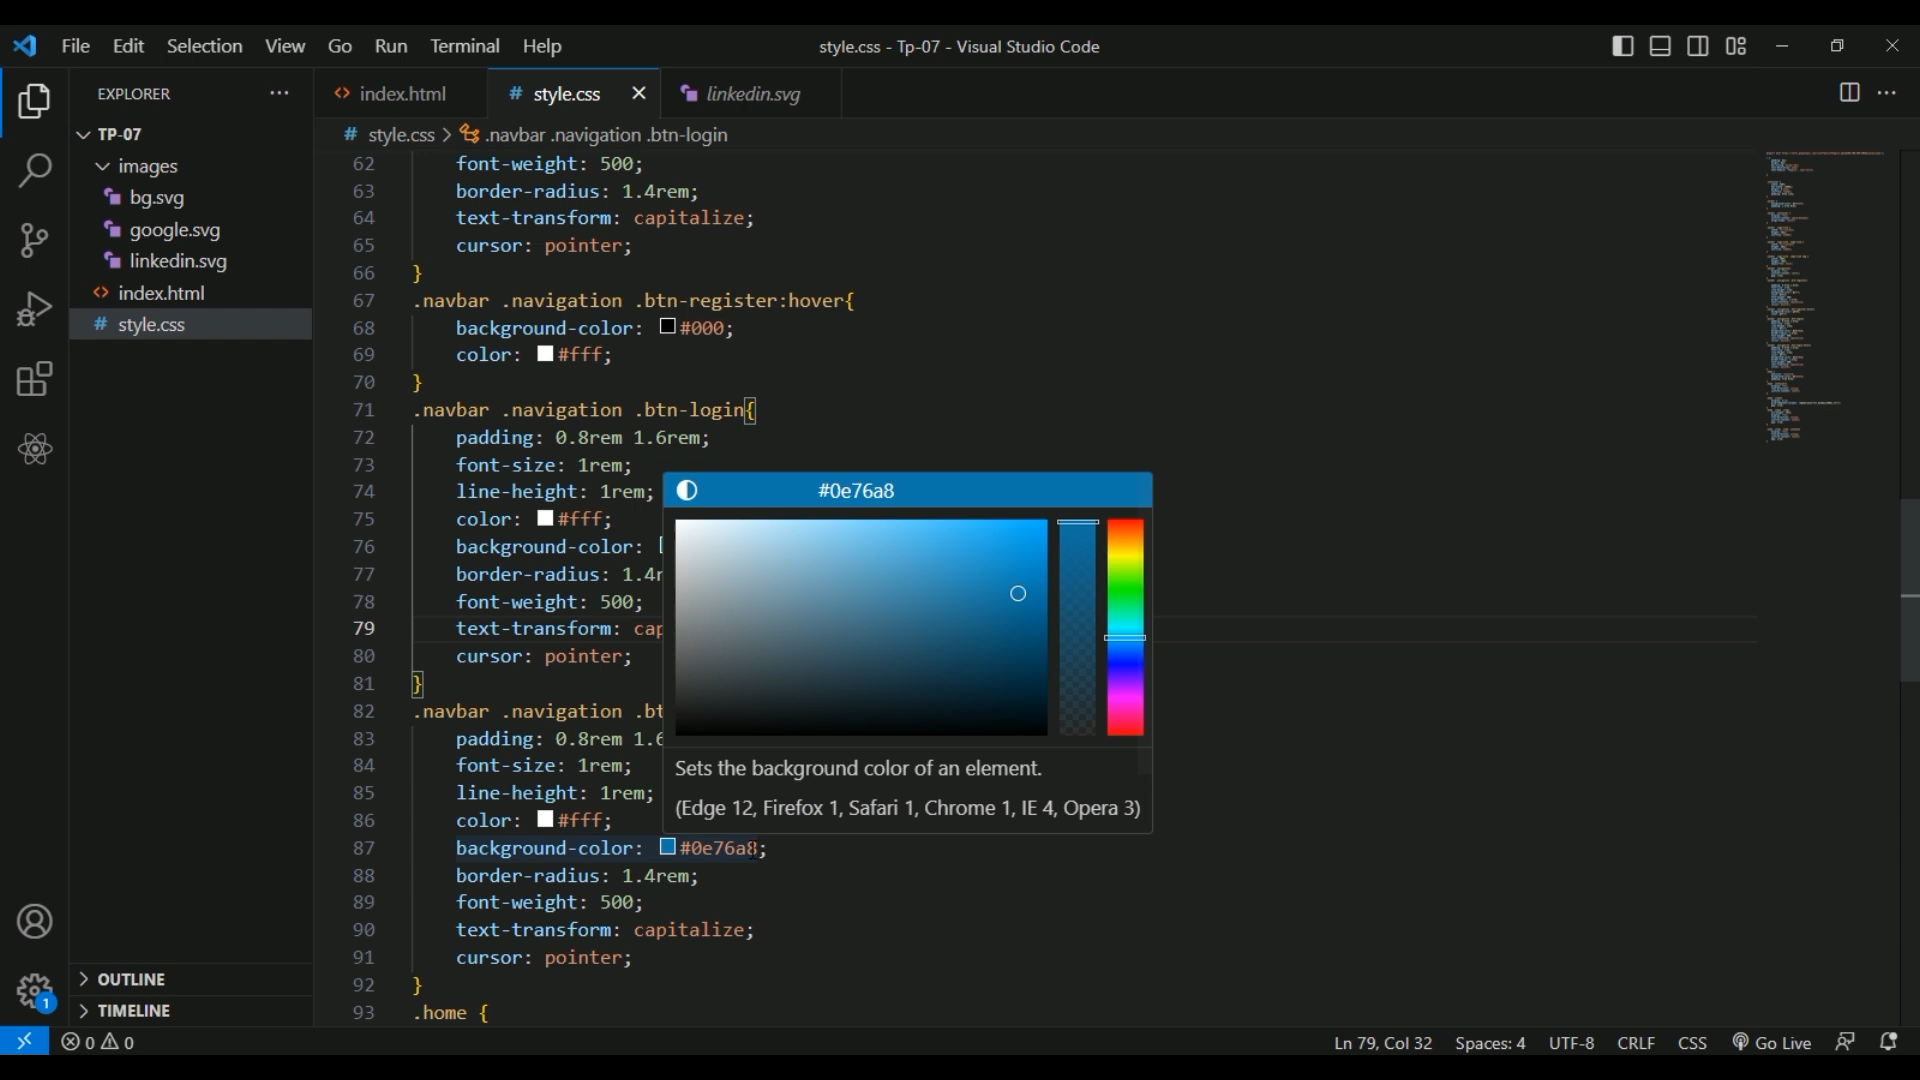 File Edit Selection View Go Run Terminal Help
style.css - Tp-07 - Visual Studio Code
EXPLORER
TP-07
images
bg.svg
google.svg
linkedin.svg
index.html
style.css
OUTLINE
TIMELINE
index.html
style.css
linkedin.svg
# style.css > .navbar .navigation .btn-login
62 font-weight: 500;
63 border-radius: 1.4rem;
64 text-transform: capitalize;
65 cursor: pointer;
66 }
67 .navbar .navigation .btn-register:hover{
68 background-color: #000;
69 color: #fff;
70 }
71 .navbar .navigation .btn-login{
72 padding: 0.8rem 1.6rem;
73 font-size: 1rem;
74 line-height: 1rem;
75 color: #fff;
76 background-color:
77 border-radius: 1.4r
78 font-weight: 500;
79 text-transform: cap
80 cursor: pointer;
81 }
82 .navbar .navigation .bt
83 padding: 0.8rem 1.6
84 font-size: 1rem;
85 line-height: 1rem;
86 color: #fff;
87 background-color: #0e76a8;
88 border-radius: 1.4rem;
89 font-weight: 500;
90 text-transform: capitalize;
91 cursor: pointer;
92 }
93 .home {
#0e76a8
Sets the background color of an element.
(Edge 12, Firefox 1, Safari 1, Chrome 1, IE 4, Opera 3)
1
0 0
Ln 79, Col 32 Spaces: 4 UTF-8 CRLF CSS Go Live